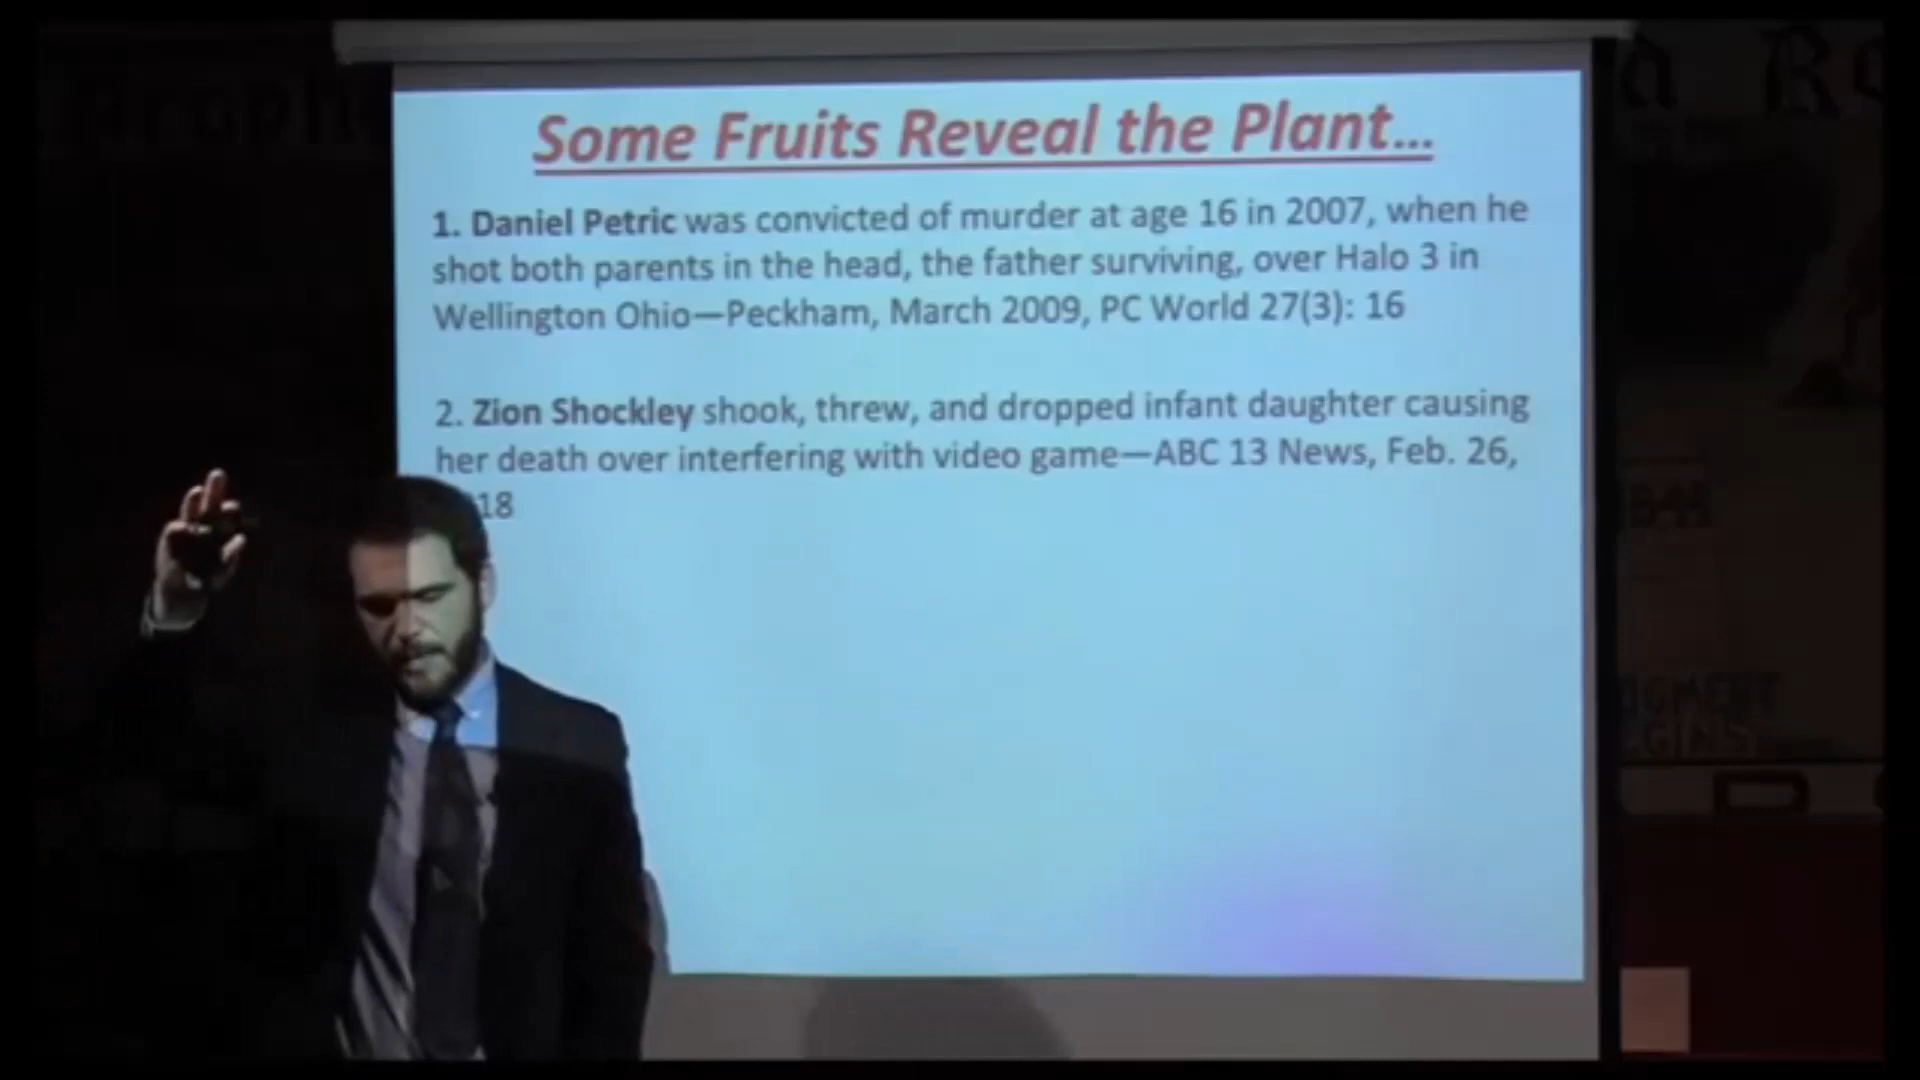 Some Fruits Reveal the Plant...
1. Daniel Petric was convicted of murder at age 16 in 2007, when he
shot both parents in the head, the father surviving, over Halo 3 in
Wellington Ohio—Peckham, March 2009, PC World 27(3): 16
2. Zion Shockley shook, threw, and dropped infant daughter causing
her death over interfering with video game—ABC 13 News, Feb. 26,
18